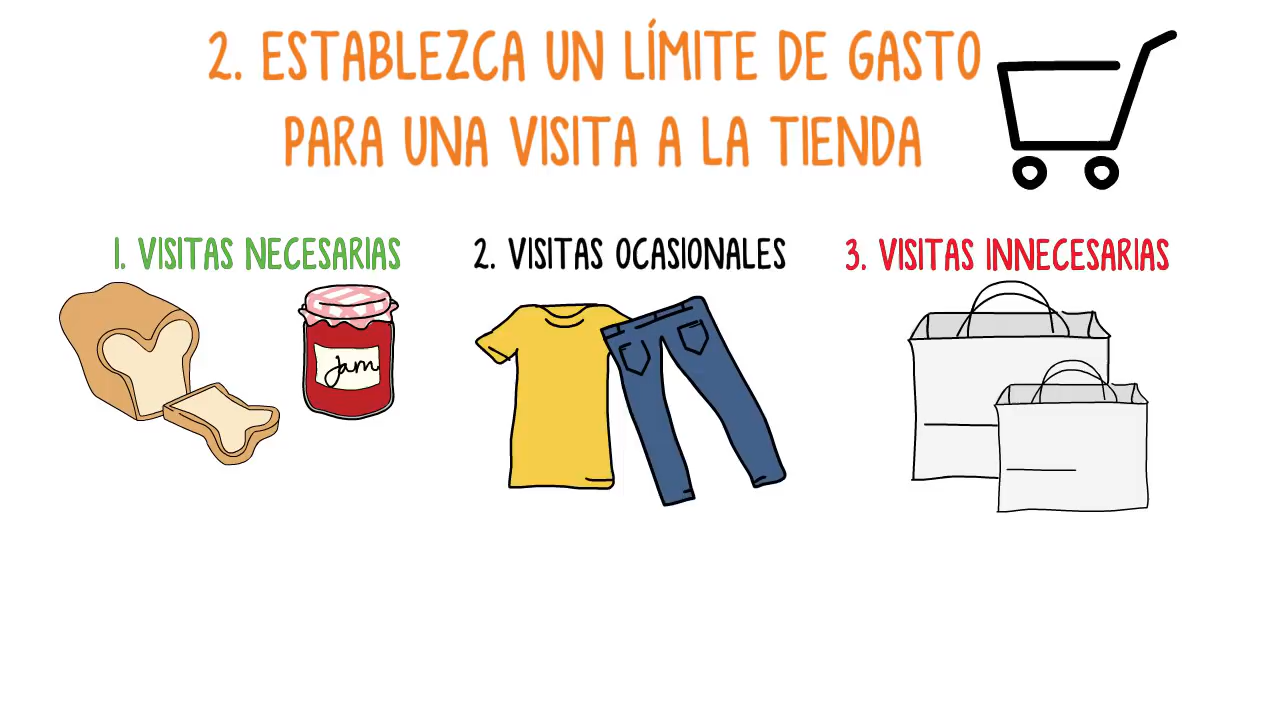 2. ESTABLEZCA UN LÍMITE DE GASTO
PARA UNA VISITA A LA TIENDA
1. VISITAS NECESARIAS
2. VISITAS OCASIONALES
3. VISITAS INNECESARIAS
Jam